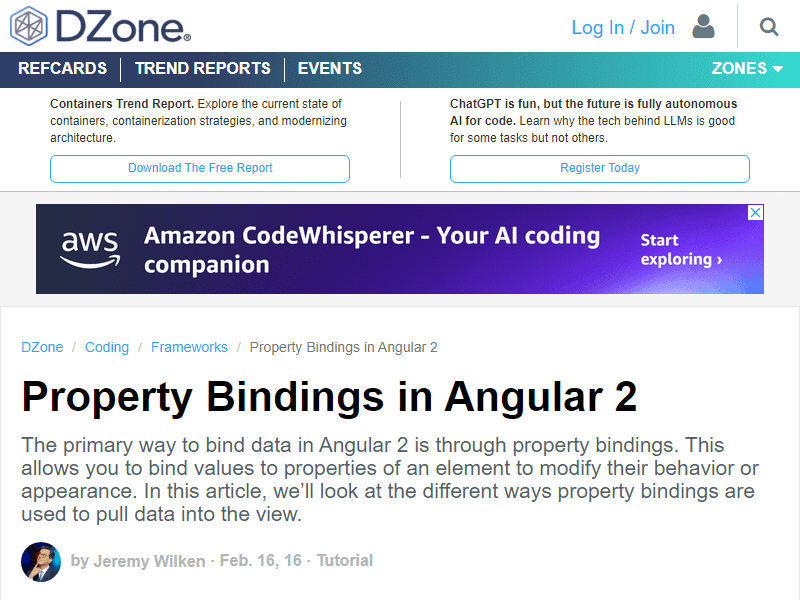 DZone®
Log In / Join
REFCARDS
TREND REPORTS
EVENTS
ZONES
Containers Trend Report. Explore the current state of
containers, containerization strategies, and modernizing
architecture.
Download The Free Report
ChatGPT is fun, but the future is fully autonomous
AI for code. Learn why the tech behind LLMs is good
for some tasks but not others.
Register Today
aws
Amazon CodeWhisperer - Your AI coding
companion
Start
exploring ›
DZone / Coding / Frameworks / Property Bindings in Angular 2
Property Bindings in Angular 2
The primary way to bind data in Angular 2 is through property bindings. This
allows you to bind values to properties of an element to modify their behavior or
appearance. In this article, we’ll look at the different ways property bindings are
used to pull data into the view.
by Jeremy Wilken · Feb. 16, 16 · Tutorial